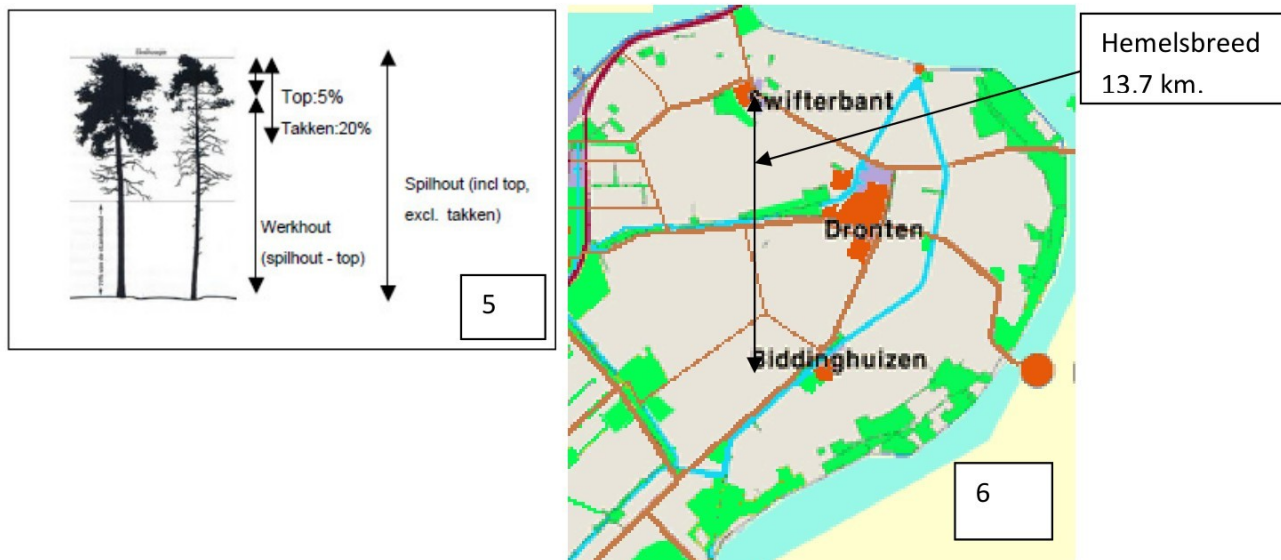 Top:5%
Takken:20%
Spilhout (incl top,
excl. takken)
Werkhout
(spilhout - top)
5
Swifterbant
Dronten
Biddinghuizen
6
Hemelsbreed
13.7 km.